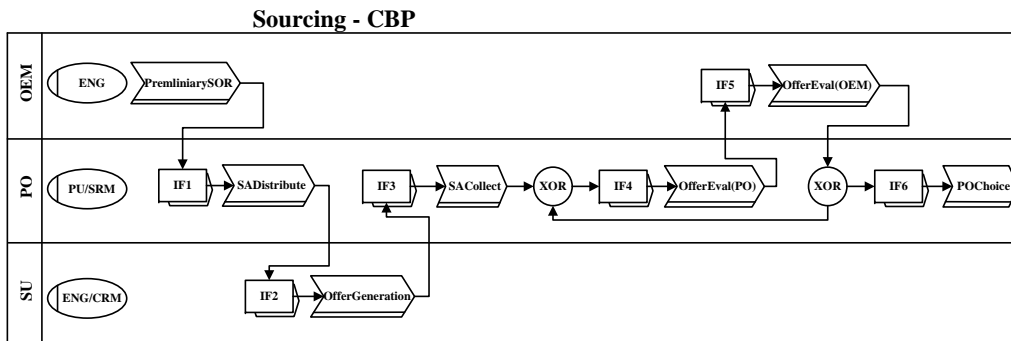 Sourcing - CBP
OEM
ENG
PremliniarySOR
IF5
OfferEval(OEM)
PO
PU/SRM
IF1
SADistribute
IF3
SACollect
XOR
IF4
OfferEval(PO)
XOR
IF6
POChoice
SU
ENG/CRM
IF2
OfferGeneration